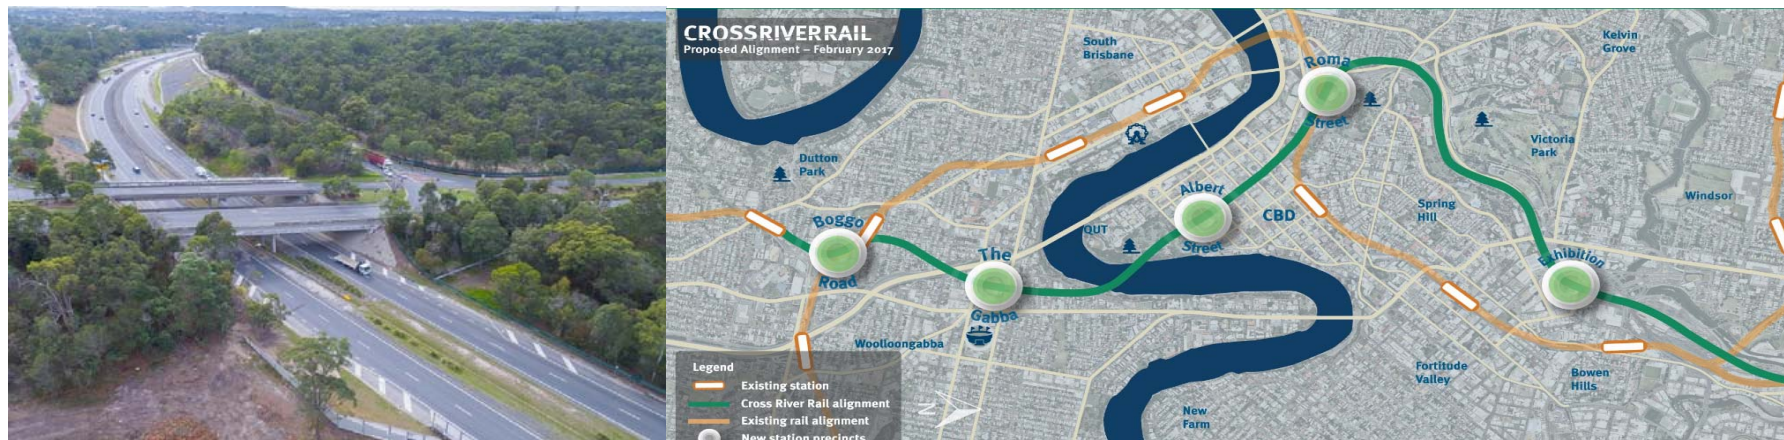 CROSSRIVERRAIL
Proposed Alignment – February 2017
South
Brisbane
Kelvin
Grove
Roma
Street
Dutton
Park
Victoria
Park
Albert
Street
CBD
Spring
Hill
Windsor
QUT
Boggo
Road
The
Gabba
Exhibition
Woolloongabba
Fortitude
Valley
Bowen
Hills
New
Farm
Legend
Existing station
Cross River Rail alignment
Existing rail alignment
New station precincts
N